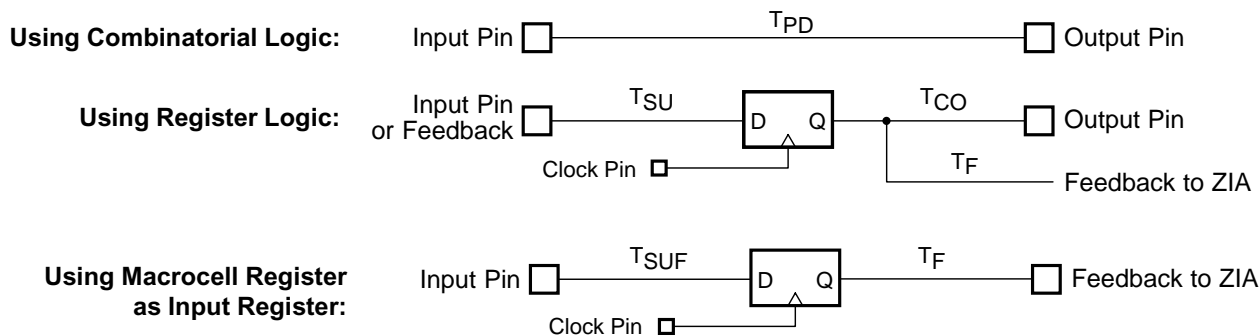 Using Combinatorial Logic:
Input Pin
TPD
Output Pin
Using Register Logic:
Input Pin
or Feedback
TSU
D
Q
TCO
Output Pin
Clock Pin
TF
Feedback to ZIA
Using Macrocell Register
as Input Register:
Input Pin
TSUF
D
Q
TF
Feedback to ZIA
Clock Pin